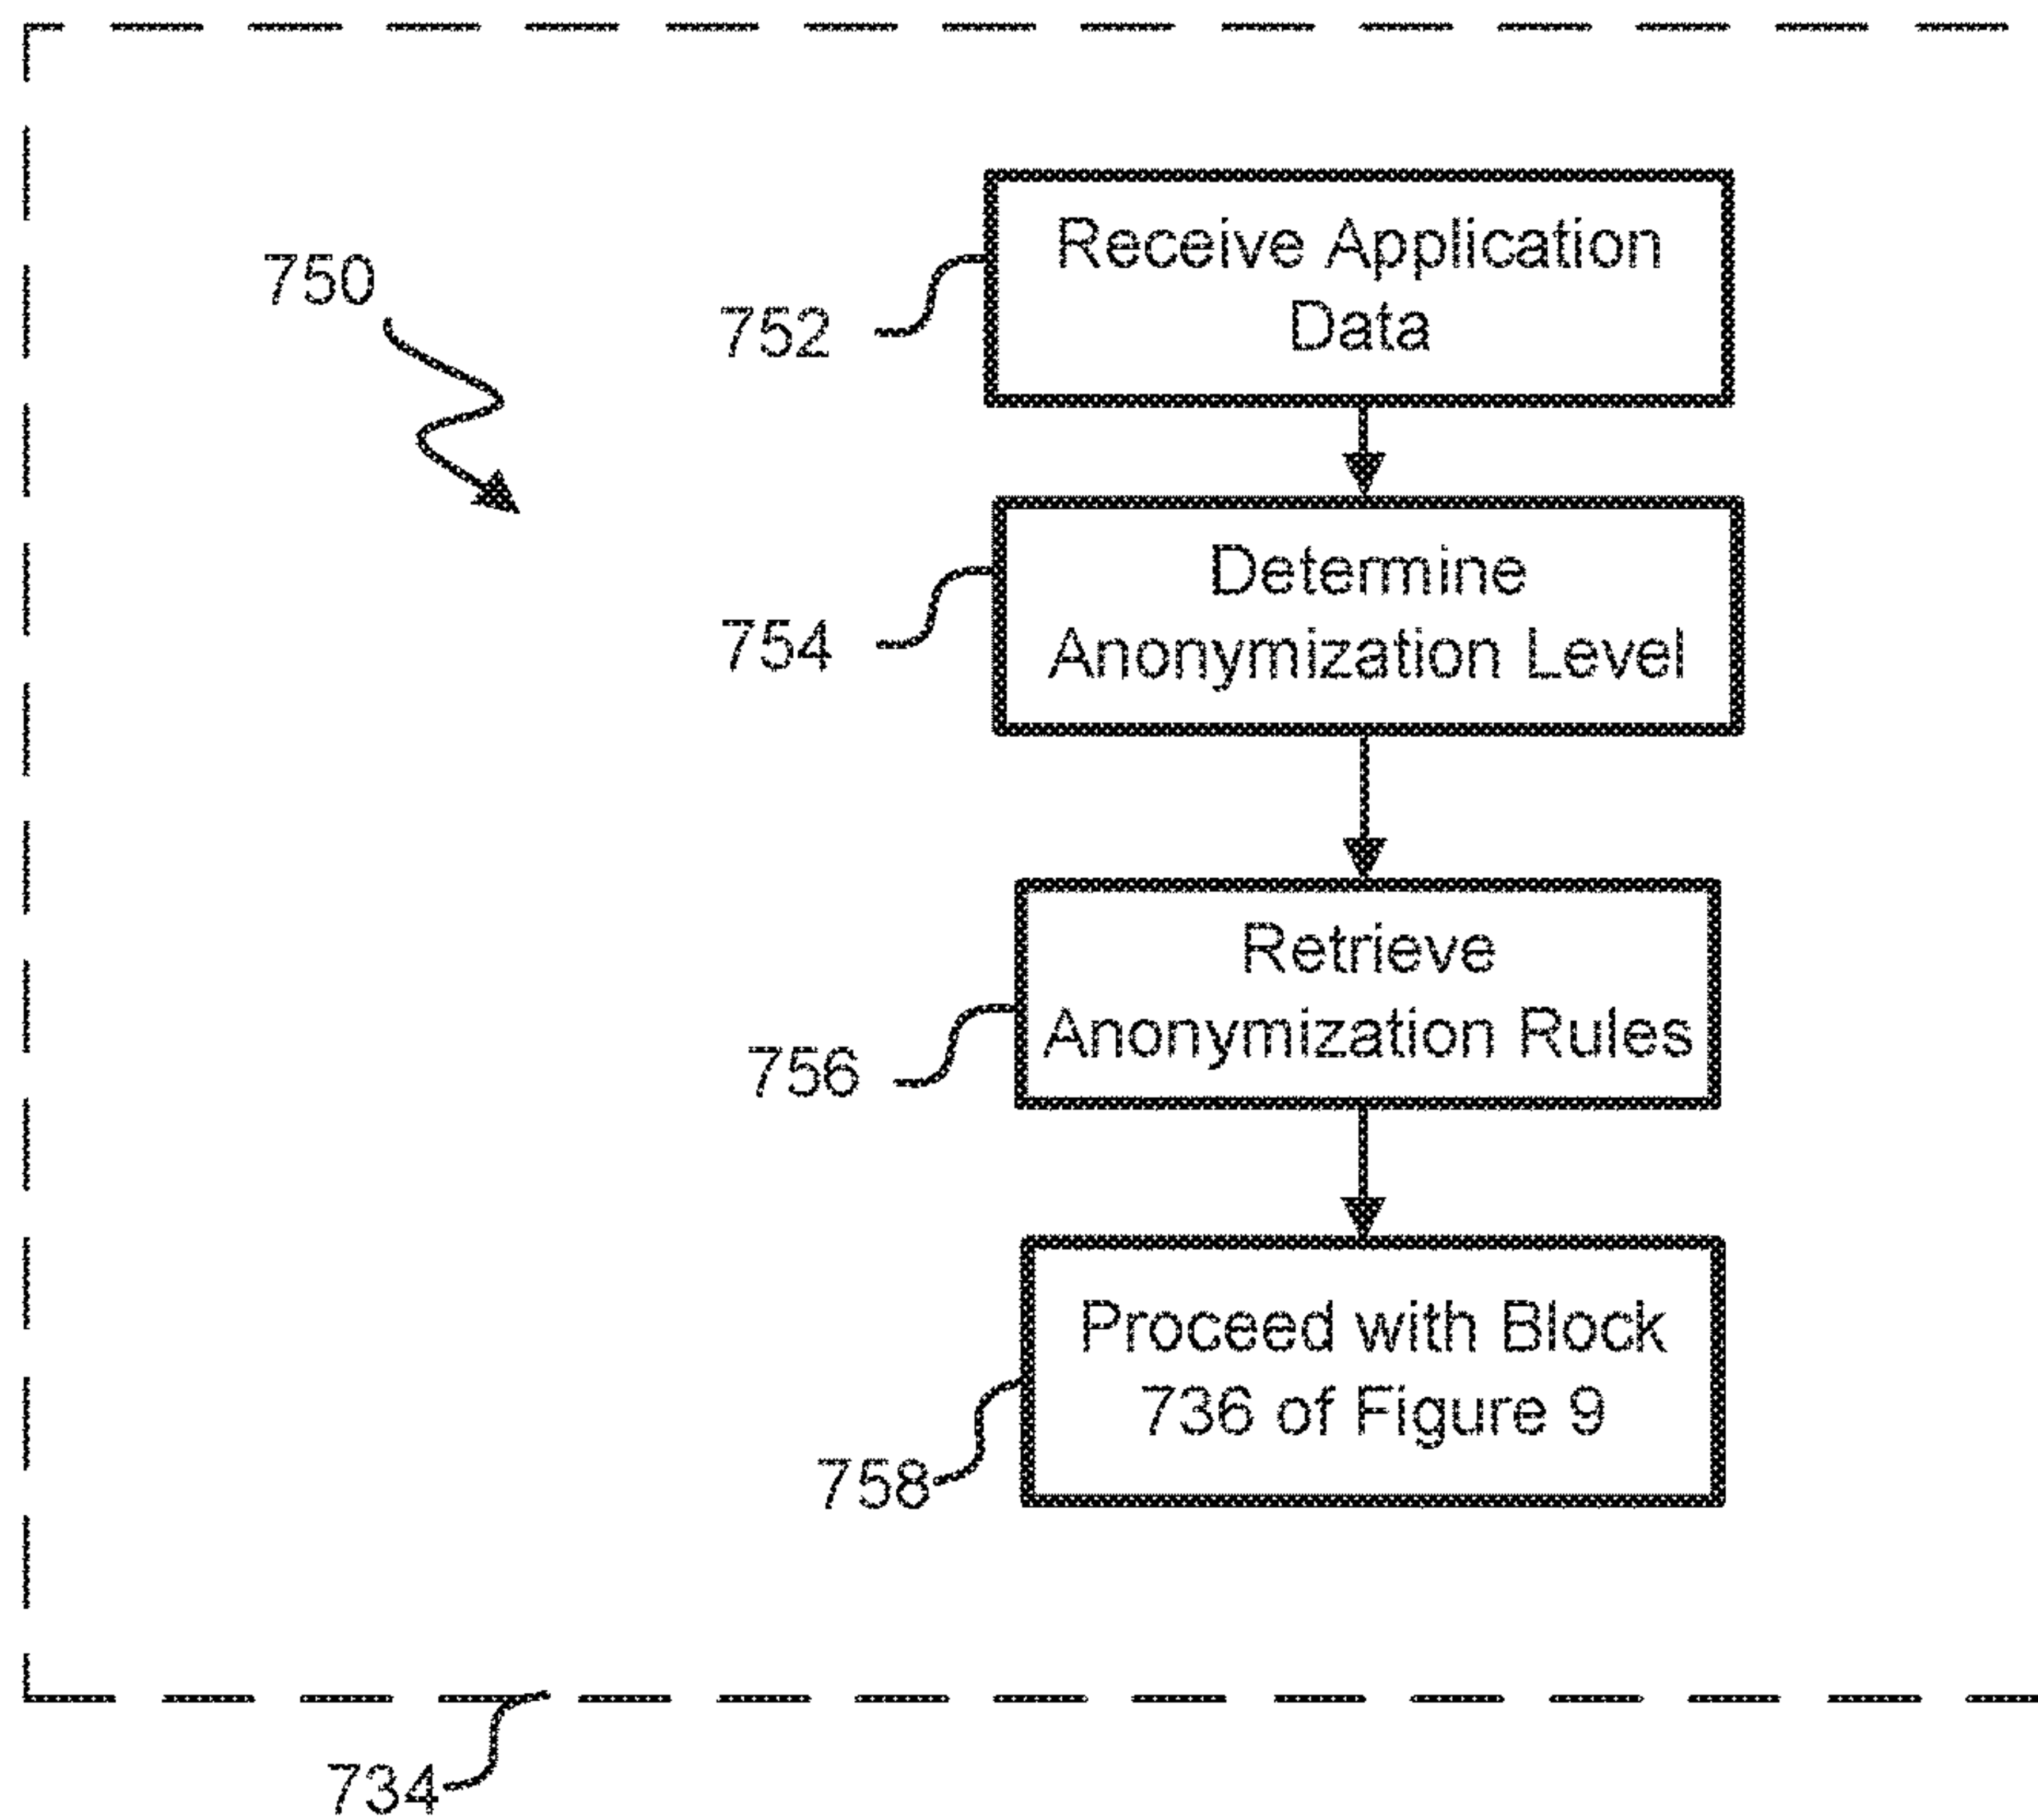 750
752
Receive Application
Data
754
Determine
Anonymization Level
756
Retrieve
Anonymization Rules
758
Proceed with Block
736 of Figure 9
734